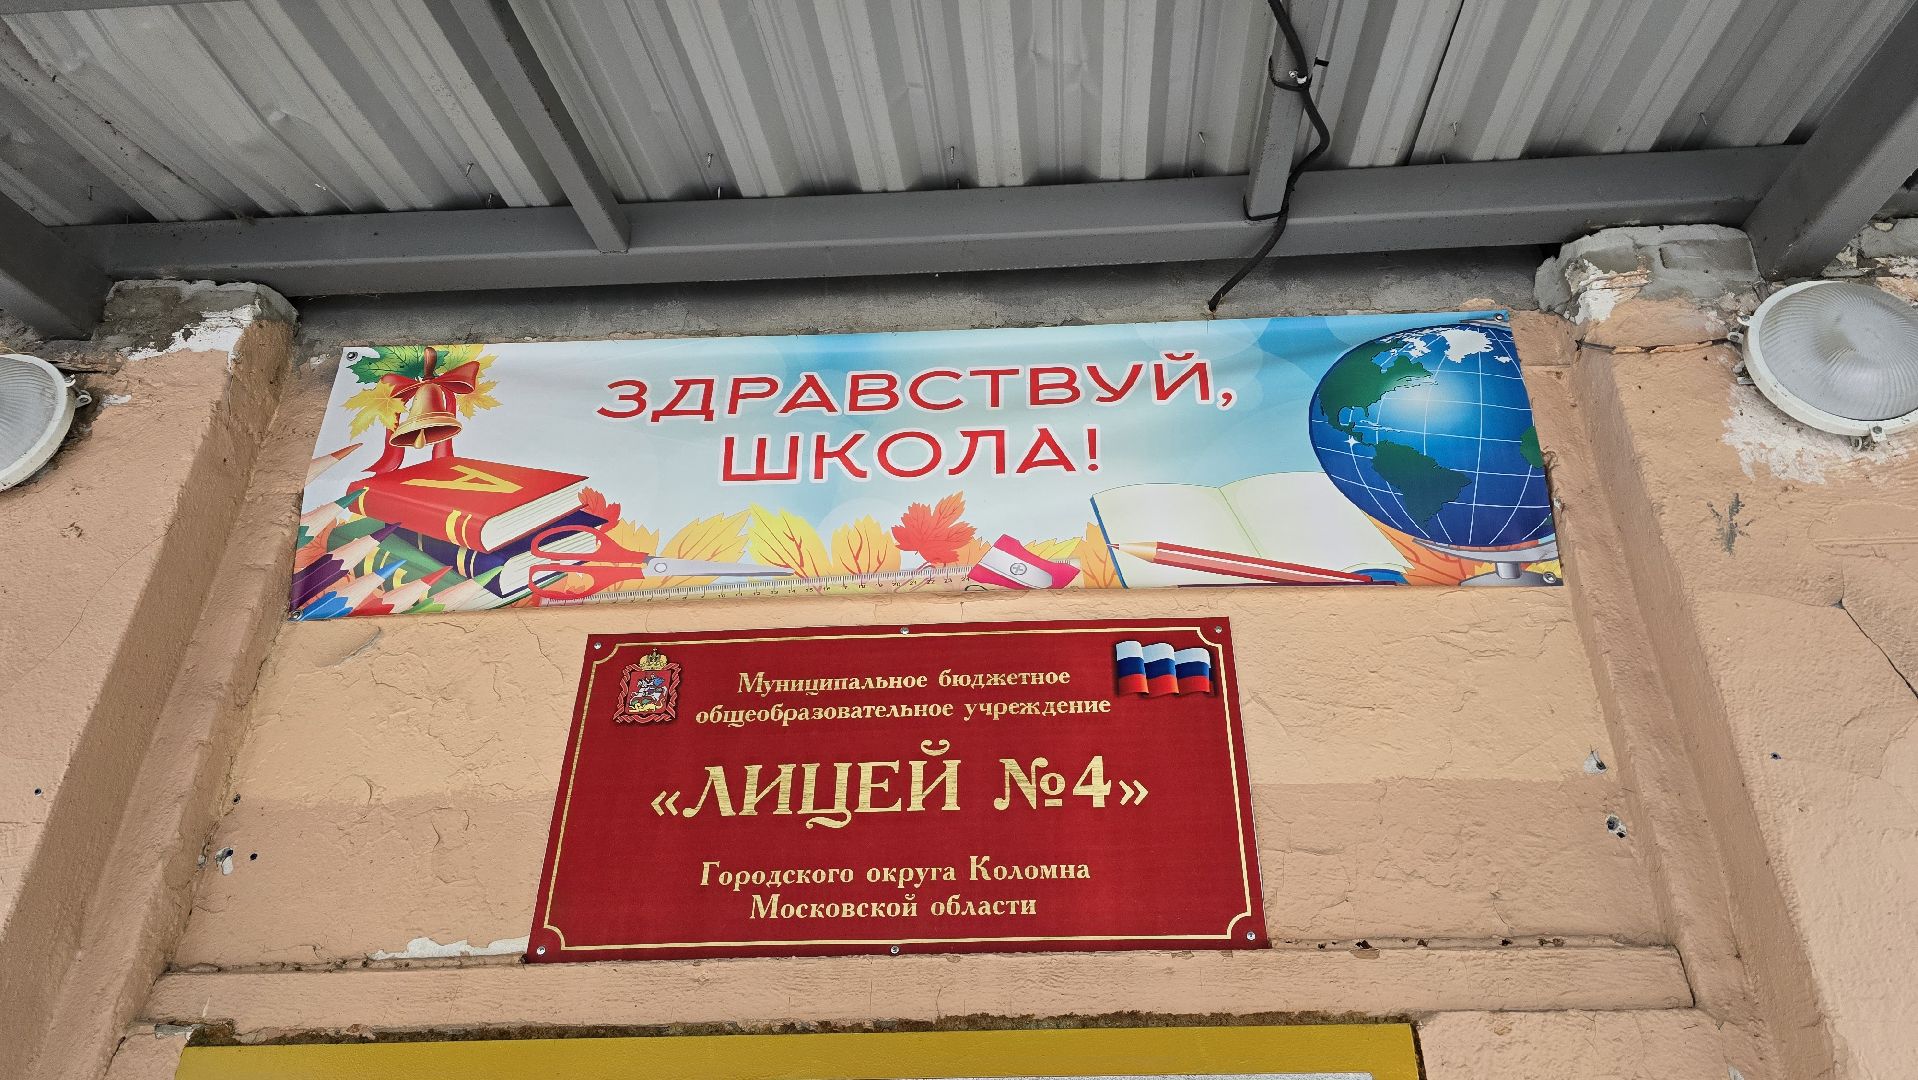 ЗДРАВСТВУЙ,
ШКОЛА!
А
Муниципальное бюджетное
общеобразовательное учреждение
«ЛИЦЕЙ №4»
Городского округа Коломна
Московской области